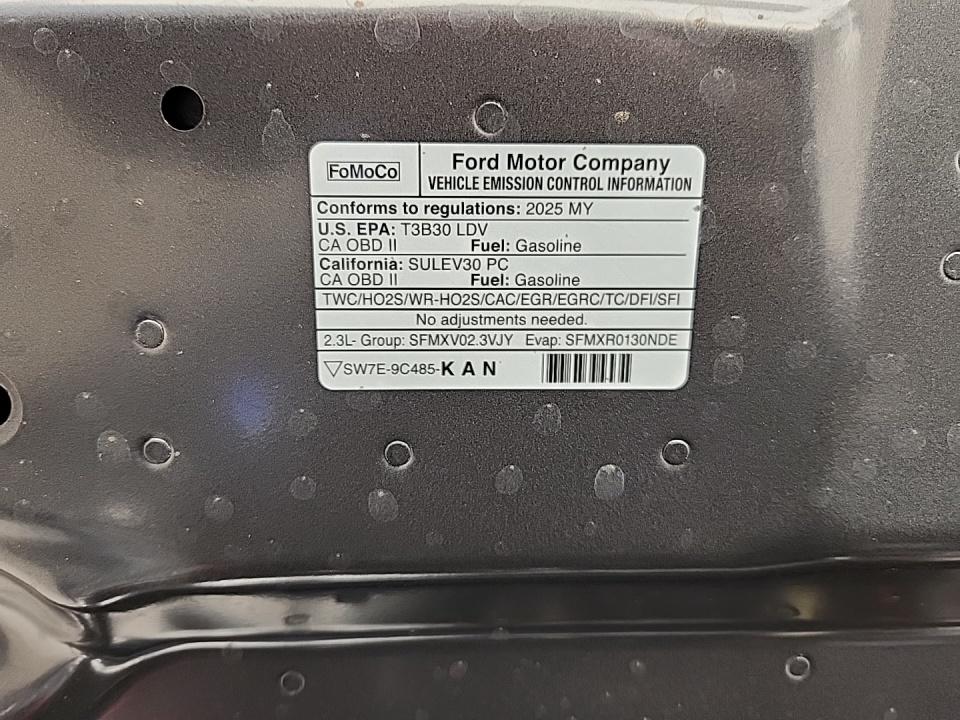 FoMoCo
Ford Motor Company
VEHICLE EMISSION CONTROL INFORMATION
Conforms to regulations: 2025 MY
U.S. EPA: T3B30 LDV
CA OBD II Fuel: Gasoline
California: SULEV30 PC
CA OBD II Fuel: Gasoline
TWC/HO2S/WR-HO2S/CAC/EGR/EGRC/TC/DFI/SFI
No adjustments needed.
2.3L- Group: SFMXV02.3VJY Evap: SFMXR0130NDE
▽SW7E-9C485-K A N